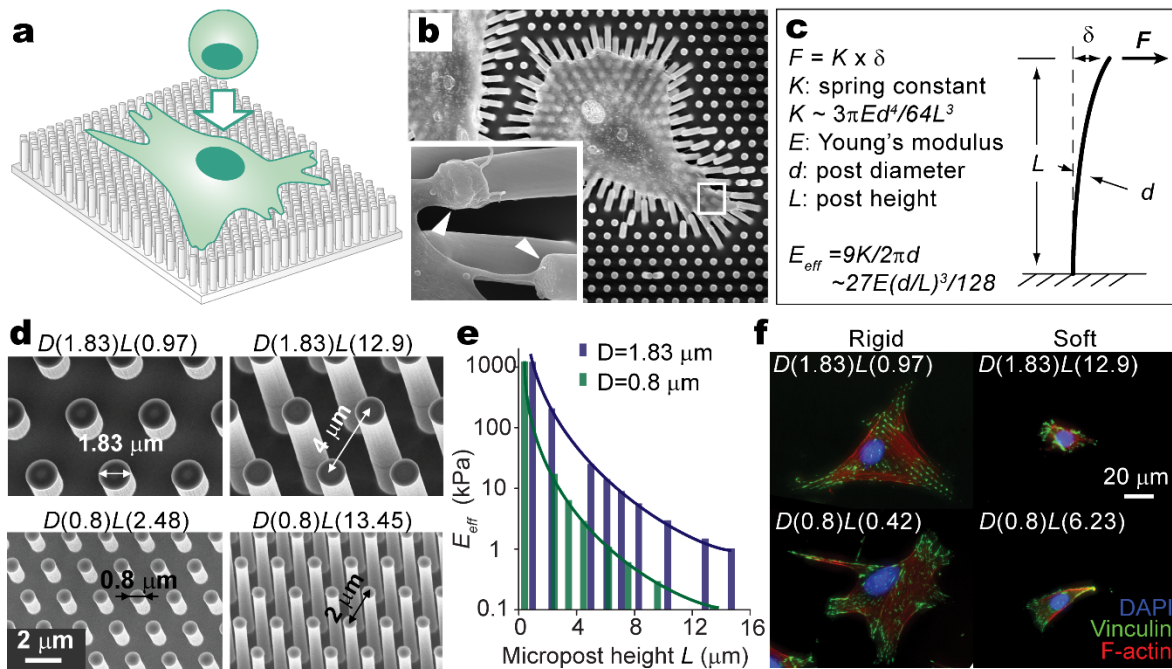 a
b
c
F = K x δ
K: spring constant
K ~ 3πEd⁴/64L³
E: Young's modulus
d: post diameter
L: post height
E_eff =9K/2πd
~27E(d/L)³/128
δ
F
L
d
d
D(1.83)L(0.97)
D(1.83)L(12.9)
1.83 μm
4 μm
D(0.8)L(2.48)
D(0.8)L(13.45)
0.8 μm
2 μm
2 μm
e
D=1.83 μm
D=0.8 μm
E_eff (kPa)
1000
100
10
1
0.1
0
4
8
12
16
Micropost height L (μm)
f
Rigid
Soft
D(1.83)L(0.97)
D(1.83)L(12.9)
20 μm
D(0.8)L(0.42)
D(0.8)L(6.23)
DAPI
Vinculin
F-actin